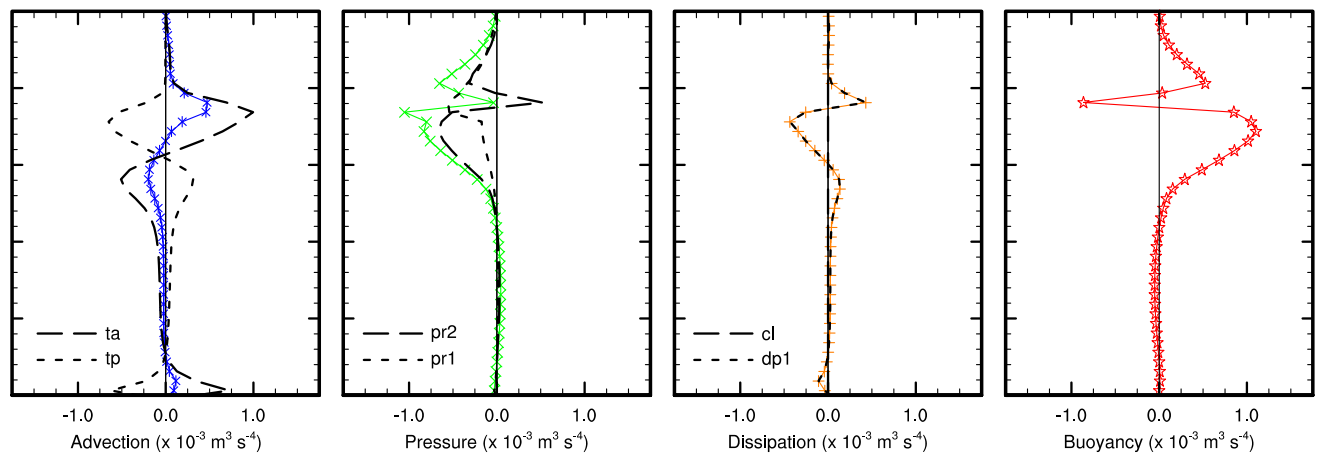 ta
tp
-1.0 0.0 1.0
Advection (x 10-3 m3 s-4)
pr2
pr1
-1.0 0.0 1.0
Pressure (x 10-3 m3 s-4)
cl
dp1
-1.0 0.0 1.0
Dissipation (x 10-3 m3 s-4)
-1.0 0.0 1.0
Buoyancy (x 10-3 m3 s-4)